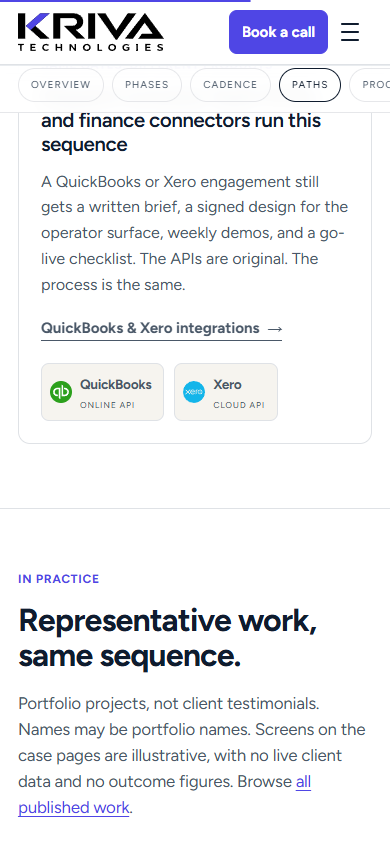 KRIVA
TECHNOLOGIES
Book a call
OVERVIEW
PHASES
CADENCE
PATHS
and finance connectors run this
sequence
A QuickBooks or Xero engagement still
gets a written brief, a signed design for the
operator surface, weekly demos, and a go-
live checklist. The APIs are original. The
process is the same.
QuickBooks & Xero integrations →
qb
QuickBooks
ONLINE API
xero
Xero
CLOUD API
IN PRACTICE
Representative work,
same sequence.
Portfolio projects, not client testimonials.
Names may be portfolio names. Screens on the
case pages are illustrative, with no live client
data and no outcome figures. Browse all
published work.